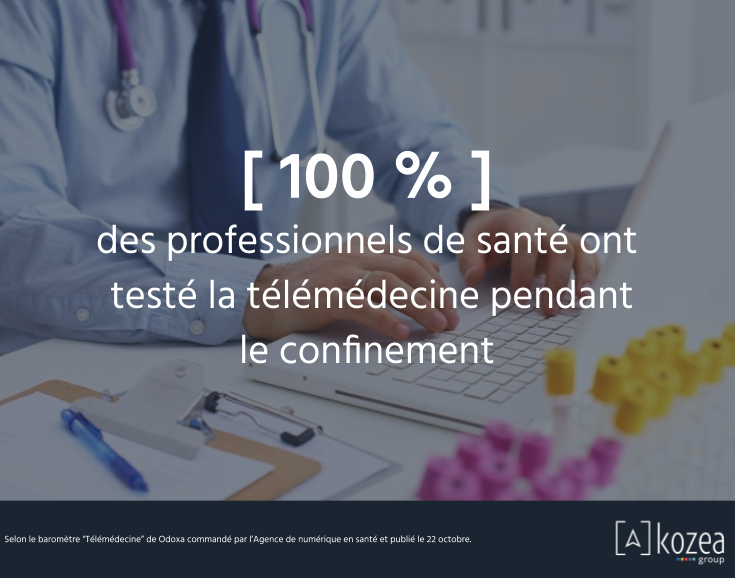 [ 100 % ]
des professionnels de santé ont
testé la télémédecine pendant
le confinement
Selon le baromètre "Télémédecine" de Odoxa commandé par l'Agence de numérique en santé et publié le 22 octobre.
[A] kozea
group